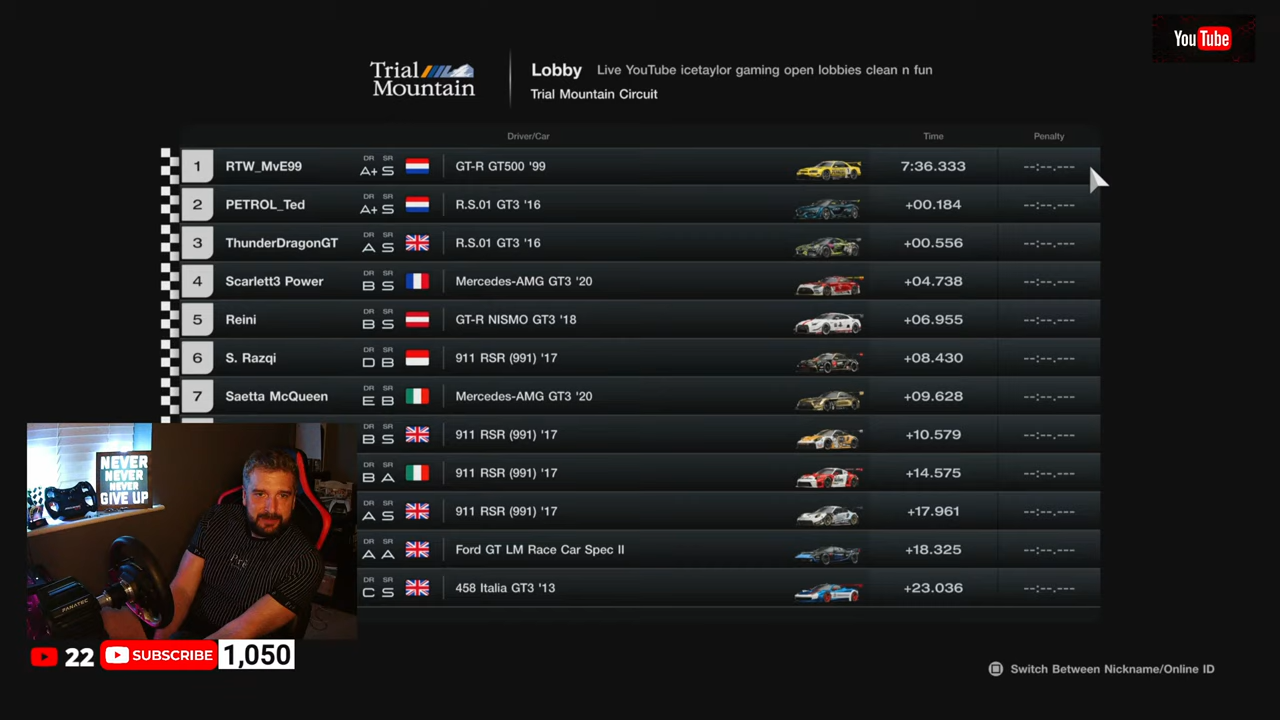 YouTube
Trial Mountain
Lobby Live YouTube icetaylor gaming open lobbies clean n fun
Trial Mountain Circuit
Driver/Car Time Penalty
1 RTW_MvE99 DR A+ SR S GT-R GT500 '99 7:36.333 --:--.---
2 PETROL_Ted DR A+ SR S R.S.01 GT3 '16 +00.184 --:--.---
3 ThunderDragonGT DR A SR S R.S.01 GT3 '16 +00.556 --:--.---
4 Scarlett3 Power DR B SR S Mercedes-AMG GT3 '20 +04.738 --:--.---
5 Reini DR B SR S GT-R NISMO GT3 '18 +06.955 --:--.---
6 S. Razqi DR D SR B 911 RSR (991) '17 +08.430 --:--.---
7 Saetta McQueen DR E SR B Mercedes-AMG GT3 '20 +09.628 --:--.---
DR B SR S 911 RSR (991) '17 +10.579 --:--.---
DR B SR A 911 RSR (991) '17 +14.575 --:--.---
DR A SR S 911 RSR (991) '17 +17.961 --:--.---
DR A SR A Ford GT LM Race Car Spec II +18.325 --:--.---
DR C SR S 458 Italia GT3 '13 +23.036 --:--.---
NEVER
NEVER
NEVER
GIVE UP
FANATEC
22 SUBSCRIBE 1,050
Switch Between Nickname/Online ID